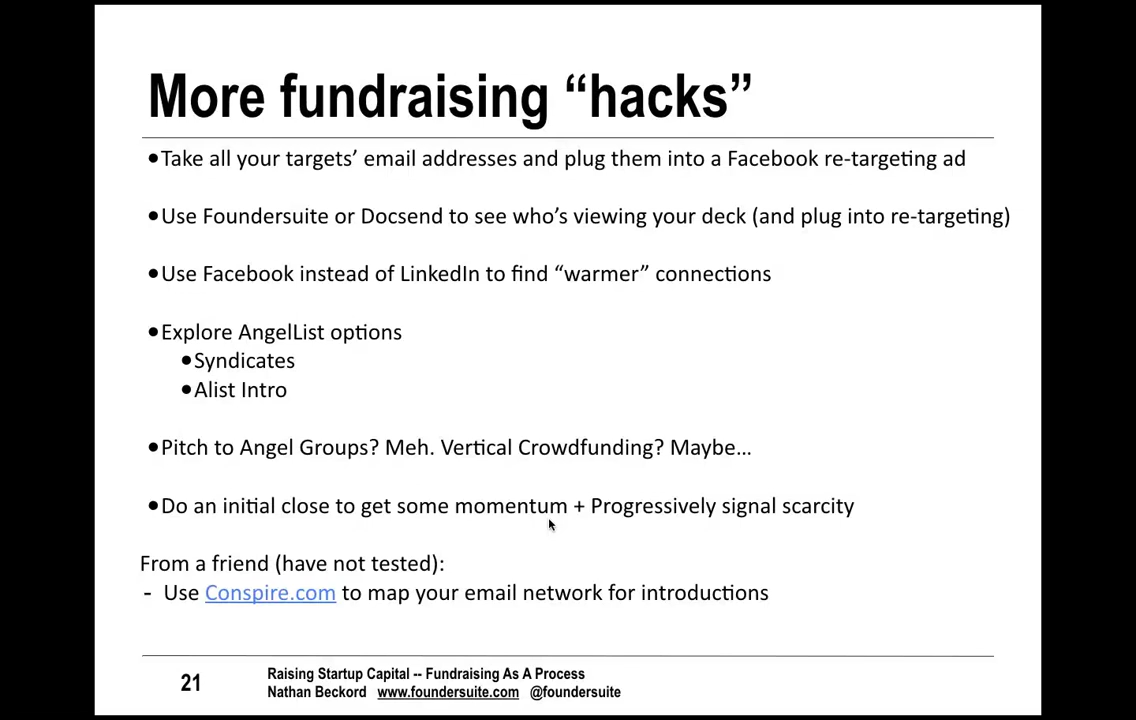 More fundraising “hacks”
•Take all your targets’ email addresses and plug them into a Facebook re-targeting ad
•Use Foundersuite or Docsend to see who’s viewing your deck (and plug into re-targeting)
•Use Facebook instead of LinkedIn to find “warmer” connections
•Explore AngelList options
•Syndicates
•Alist Intro
•Pitch to Angel Groups? Meh. Vertical Crowdfunding? Maybe…
•Do an initial close to get some momentum + Progressively signal scarcity
From a friend (have not tested):
- Use Conspire.com to map your email network for introductions
21
Raising Startup Capital -- Fundraising As A Process
Nathan Beckord www.foundersuite.com @foundersuite